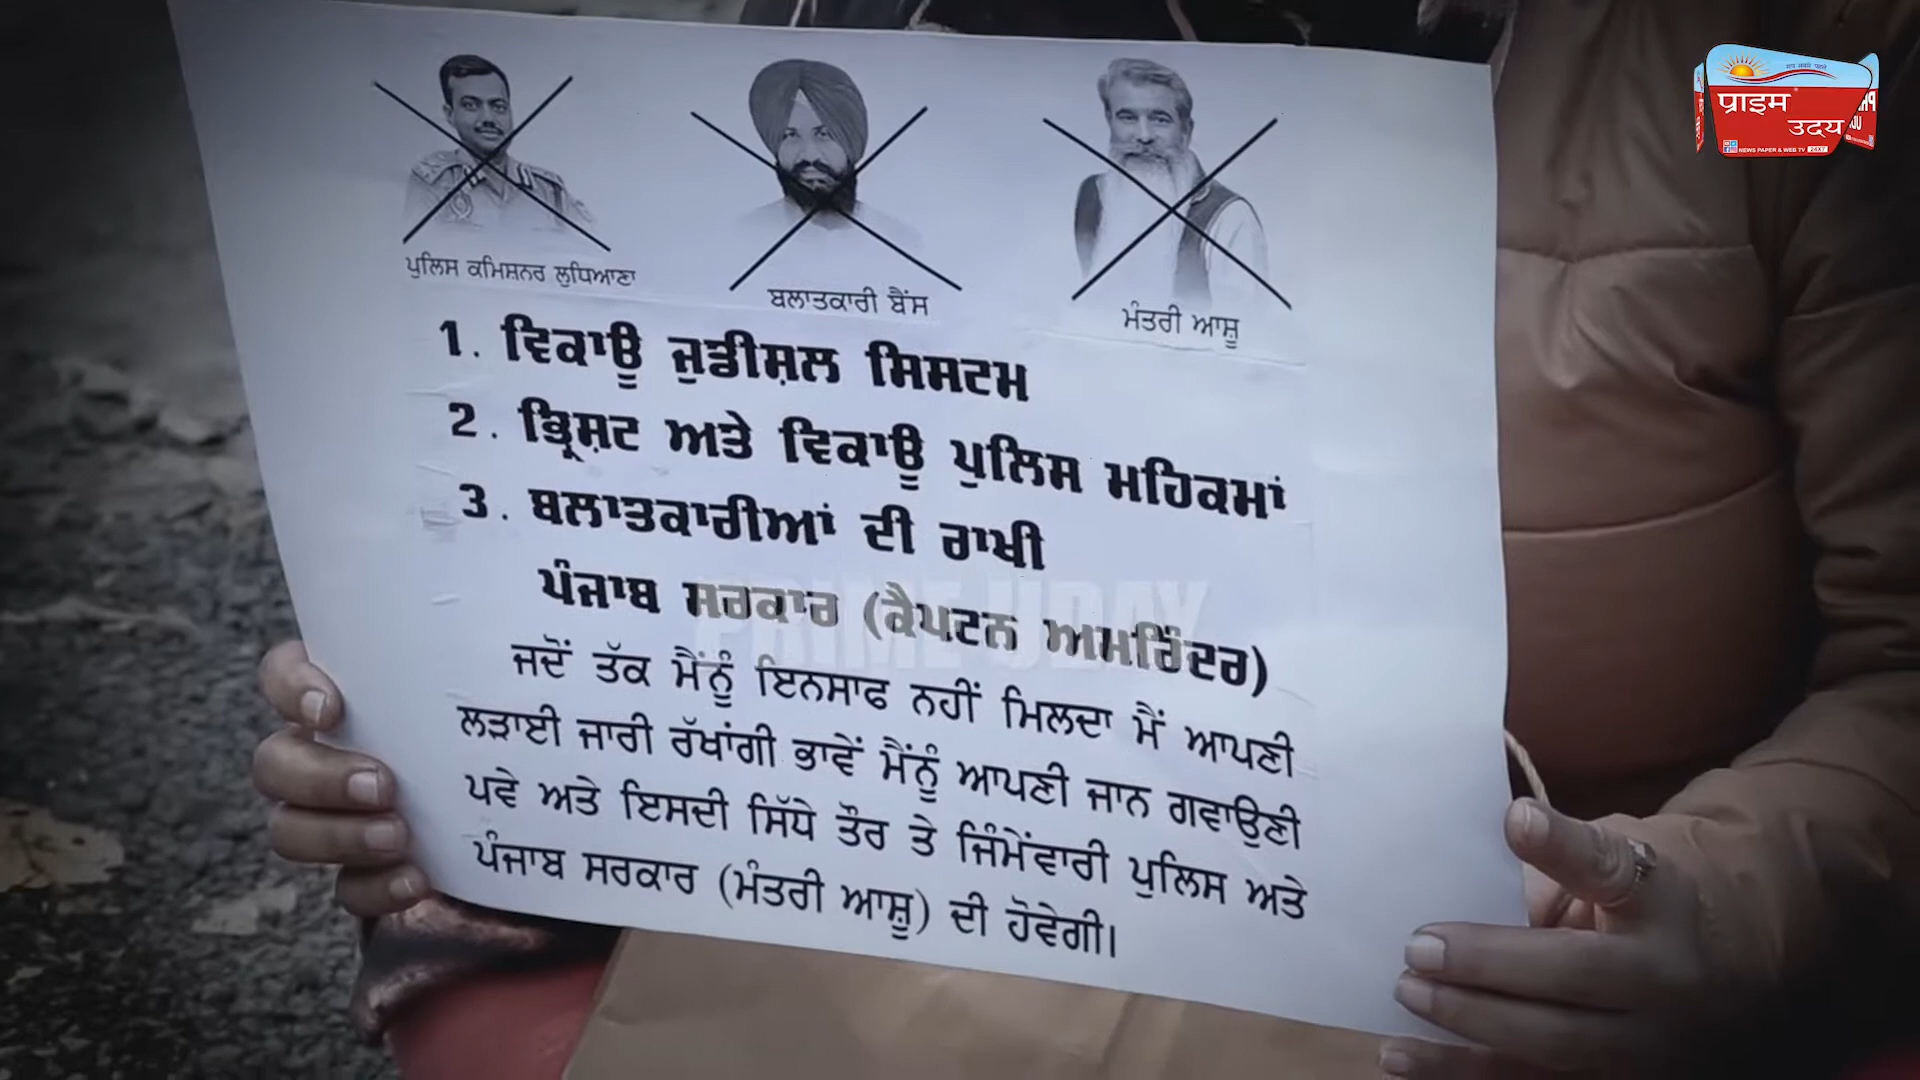 प्राइम
उदय
NEWS PAPER & WEB TV 24X7
ਪੁਲਿਸ ਕਮਿਸ਼ਨਰ ਲੁਧਿਆਣਾ
ਬਲਾਤਕਾਰੀ ਬੈਂਸ
ਮੰਤਰੀ ਆਸ਼ੂ
1. ਵਿਕਾਊ ਜੁਡੀਸ਼ਲ ਸਿਸਟਮ
2. ਭ੍ਰਿਸ਼ਟ ਅਤੇ ਵਿਕਾਊ ਪੁਲਿਸ ਮਹਿਕਮਾਂ
3. ਬਲਾਤਕਾਰੀਆਂ ਦੀ ਰਾਖੀ
ਪੰਜਾਬ ਸਰਕਾਰ (ਕੈਪਟਨ ਅਮਰਿੰਦਰ)
PRIME UDAY
ਜਦੋਂ ਤੱਕ ਮੈਂਨੂੰ ਇਨਸਾਫ ਨਹੀਂ ਮਿਲਦਾ ਮੈਂ ਆਪਣੀ
ਲੜਾਈ ਜਾਰੀ ਰੱਖਾਂਗੀ ਭਾਵੇਂ ਮੈਂਨੂੰ ਆਪਣੀ ਜਾਨ ਗਵਾਉਣੀ
ਪਵੇ ਅਤੇ ਇਸਦੀ ਸਿੱਧੇ ਤੌਰ ਤੇ ਜਿੰਮੇਂਵਾਰੀ ਪੁਲਿਸ ਅਤੇ
ਪੰਜਾਬ ਸਰਕਾਰ (ਮੰਤਰੀ ਆਸ਼ੂ) ਦੀ ਹੋਵੇਗੀ।